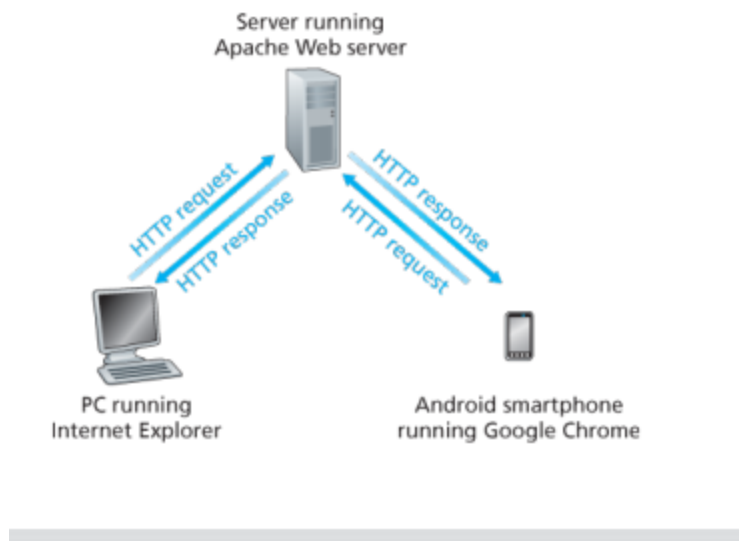 Server running
Apache Web server
HTTP request
HTTP response
HTTP response
HTTP request
PC running
Internet Explorer
Android smartphone
running Google Chrome